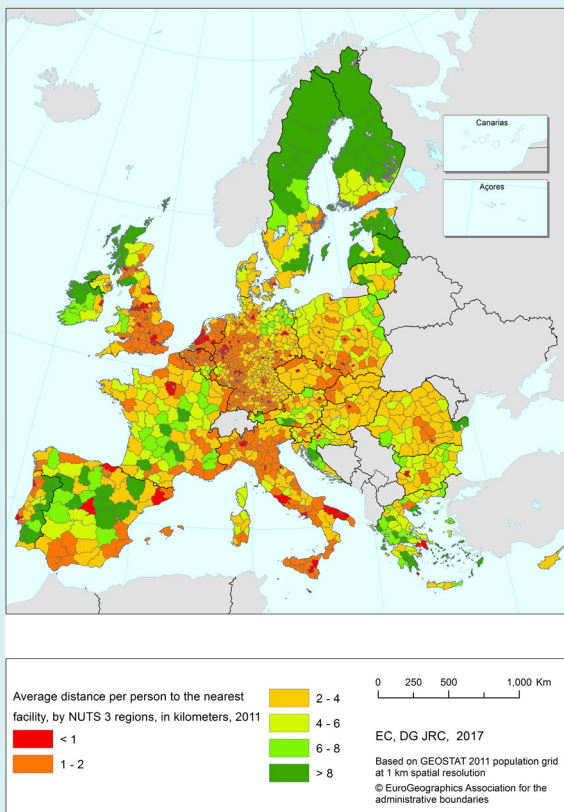 Canarias
Açores
Average distance per person to the nearest
facility, by NUTS 3 regions, in kilometers, 2011
< 1
1 - 2
2 - 4
4 - 6
6 - 8
>8
0 250 500 1,000 Km
EC, DG JRC, 2017
Based on GEOSTAT 2011 population grid
at 1 km spatial resolution
© EuroGeographics Association for the
administrative boundaries